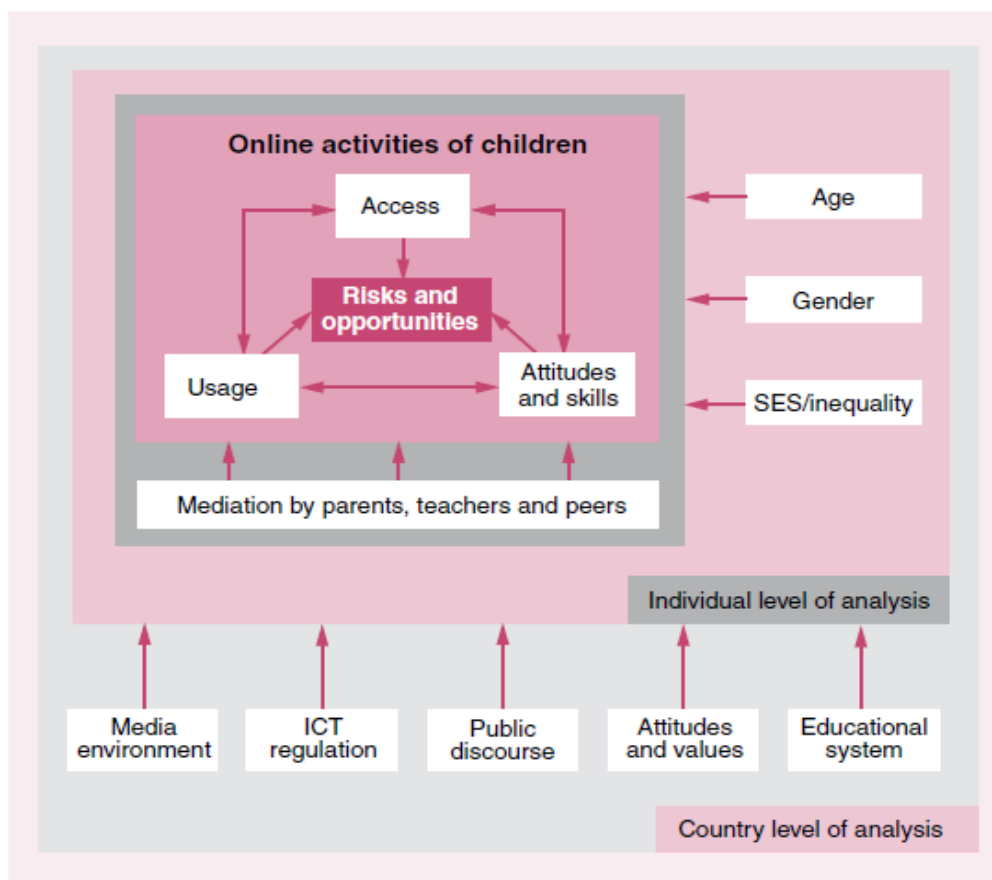 Online activities of children
Access
Risks and
opportunities
Usage
Attitudes
and skills
Mediation by parents, teachers and peers
Age
Gender
SES/inequality
Individual level of analysis
Media
environment
ICT
regulation
Public
discourse
Attitudes
and values
Educational
system
Country level of analysis